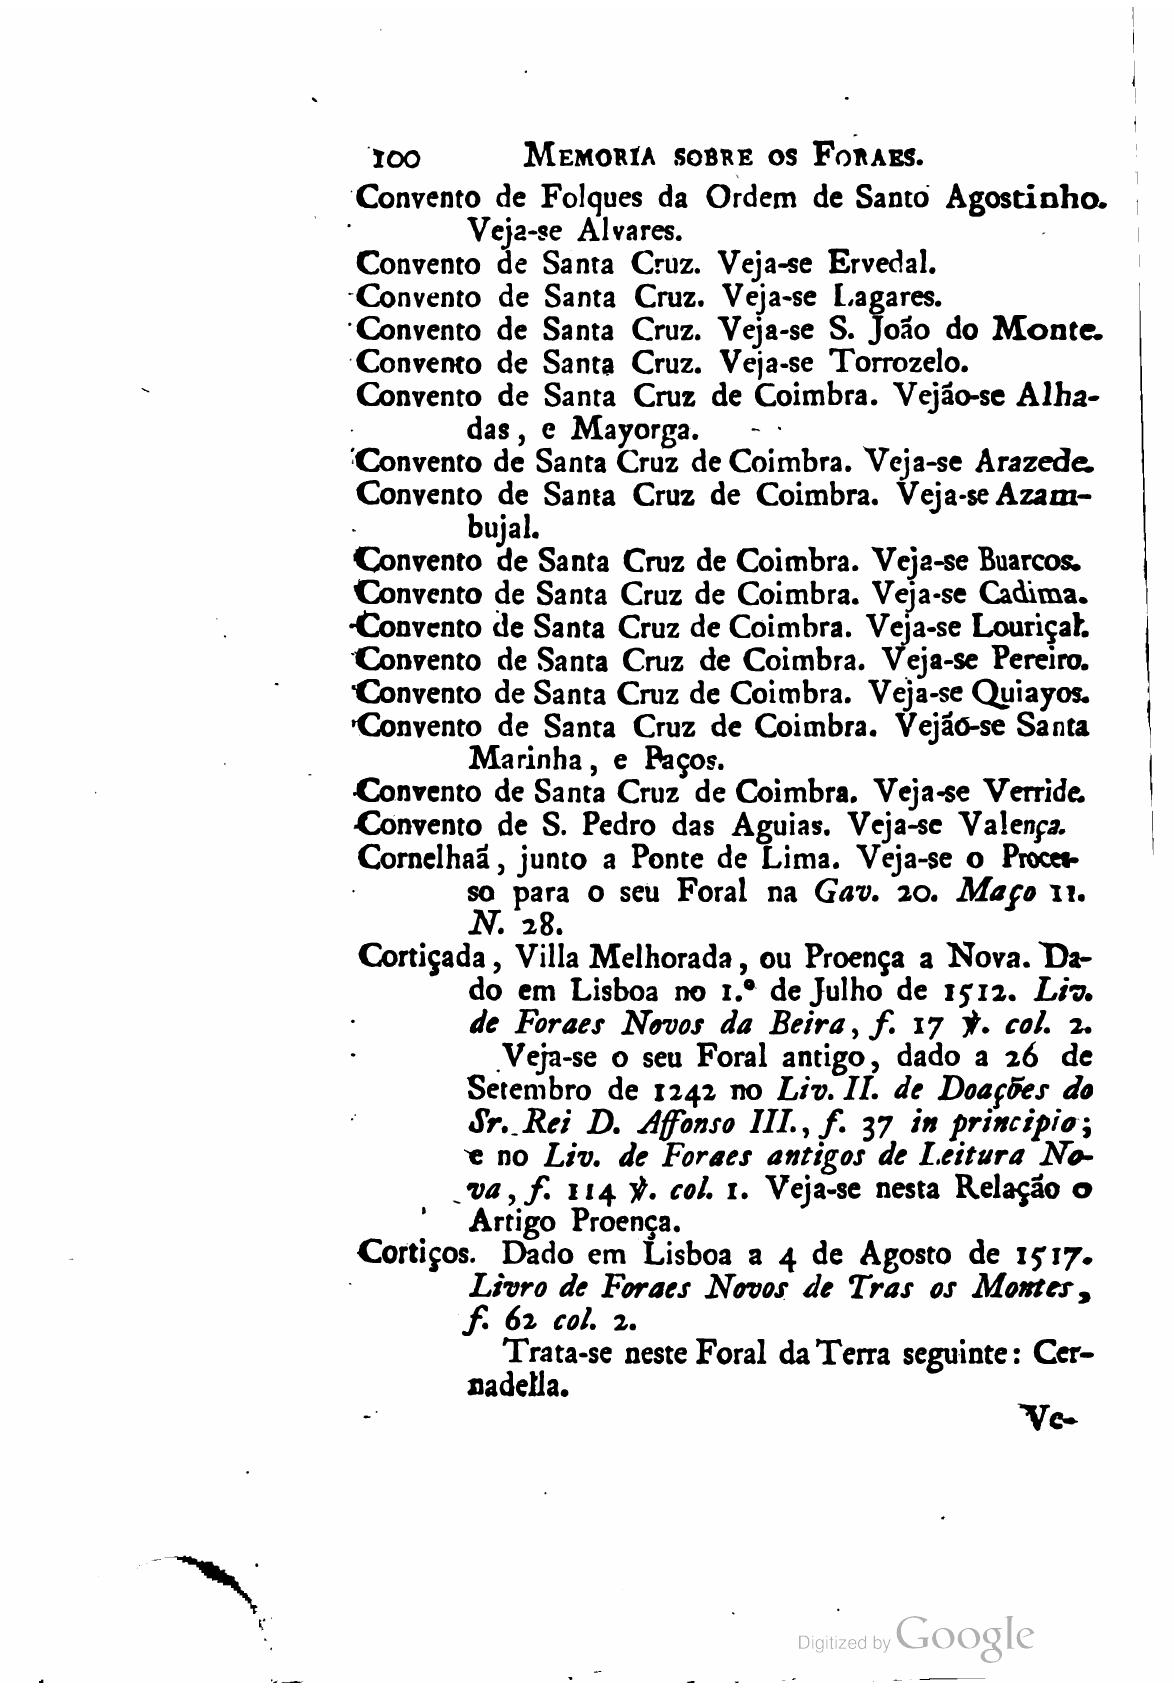 100 MEMORIA SOBRE OS FORAES.
Convento de Folques da Ordem de Santo Agostinho.
Veja-se Alvares.
Convento de Santa Cruz. Veja-se Ervedal.
Convento de Santa Cruz. Veja-se Lagares.
Convento de Santa Cruz. Veja-se S. João do Monte.
Convento de Santa Cruz. Veja-se Torrozelo.
Convento de Santa Cruz de Coimbra. Vejão-se Alha-
das, e Mayorga.
Convento de Santa Cruz de Coimbra. Veja-se Arazede.
Convento de Santa Cruz de Coimbra. Veja-se Azam-
bujal.
Convento de Santa Cruz de Coimbra. Veja-se Buarcos.
Convento de Santa Cruz de Coimbra. Veja-se Cadima.
Convento de Santa Cruz de Coimbra. Veja-se Louriçal.
Convento de Santa Cruz de Coimbra. Veja-se Pereiro.
Convento de Santa Cruz de Coimbra. Veja-se Quiayos.
Convento de Santa Cruz de Coimbra. Vejão-se Santa
Marinha, e Paços.
Convento de Santa Cruz de Coimbra. Veja-se Verride.
Convento de S. Pedro das Aguias. Veja-se Valença.
Cornelhaã, junto a Ponte de Lima. Veja-se o Proces-
so para o seu Foral na Gav. 20. Maço 11.
N. 28.
Cortiçada, Villa Melhorada, ou Proença a Nova. Da-
do em Lisboa no 1.º de Julho de 1512. Liv.
de Foraes Novos da Beira, f. 17 ℣. col. 2.
Veja-se o seu Foral antigo, dado a 26 de
Setembro de 1242 no Liv. II. de Doações do
Sr. Rei D. Affonso III., f. 37 in principio;
e no Liv. de Foraes antigos de Leitura No-
va, f. 114 ℣. col. 1. Veja-se nesta Relação o
Artigo Proença.
Cortiços. Dado em Lisboa a 4 de Agosto de 1517.
Livro de Foraes Novos de Tras os Montes,
f. 62 col. 2.
Trata-se neste Foral da Terra seguinte: Cer-
nadella.
Ve-
Digitized by Google